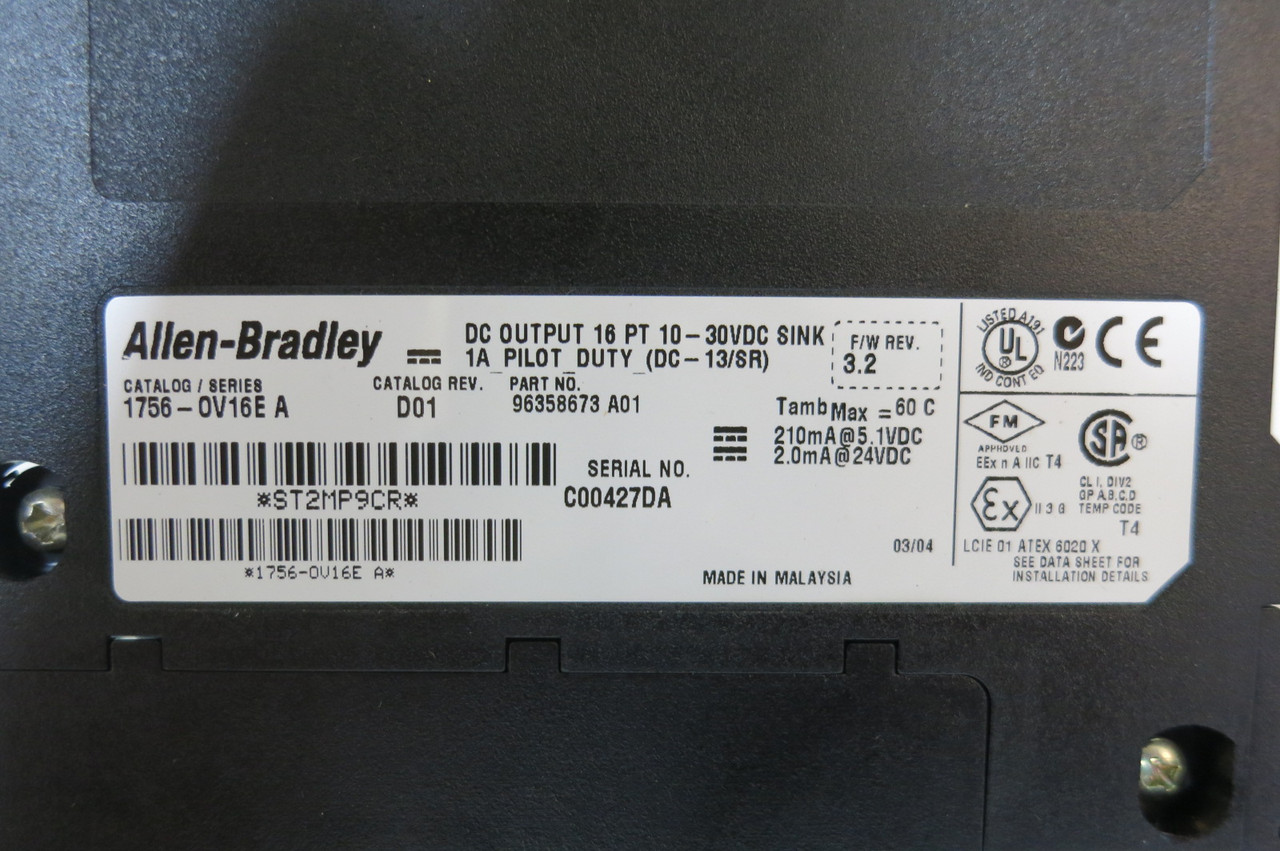 Allen-Bradley
DC OUTPUT 16 PT 10-30VDC SINK
1A PILOT DUTY (DC-13/SR)
F/W REV.
3.2
CATALOG / SERIES
1756-OV16E A
CATALOG REV.
D01
PART NO.
96358673 A01
Tamb Max = 60 C
210mA@5.1VDC
2.0mA@24VDC
SERIAL NO.
C00427DA
*ST2MP9CR*
*1756-OV16E A*
03/04
MADE IN MALAYSIA
LISTED A191
UL
®
IND CONT EQ
N223
CE
FM
APPROVED
EEx n A IIC T4
SA ®
Ex
II 3 G
CL I, DIV2
GP A,B,C,D
TEMP CODE
T4
LCIE 01 ATEX 6020 X
SEE DATA SHEET FOR
INSTALLATION DETAILS